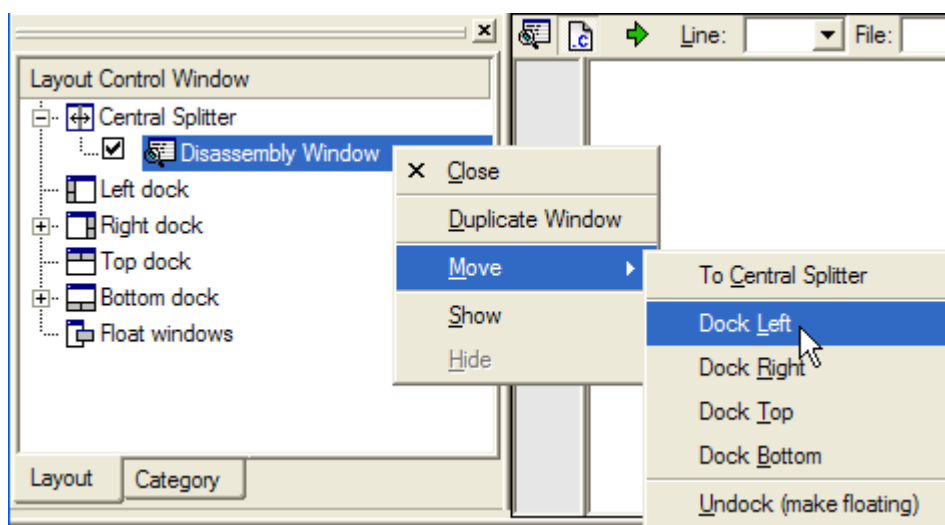 Line:
File:
.c
Layout Control Window
Central Splitter
Disassembly Window
Left dock
Right dock
Top dock
Bottom dock
Float windows
Layout
Category
Close
Duplicate Window
Move
Show
Hide
To Central Splitter
Dock Left
Dock Right
Dock Top
Dock Bottom
Undock (make floating)